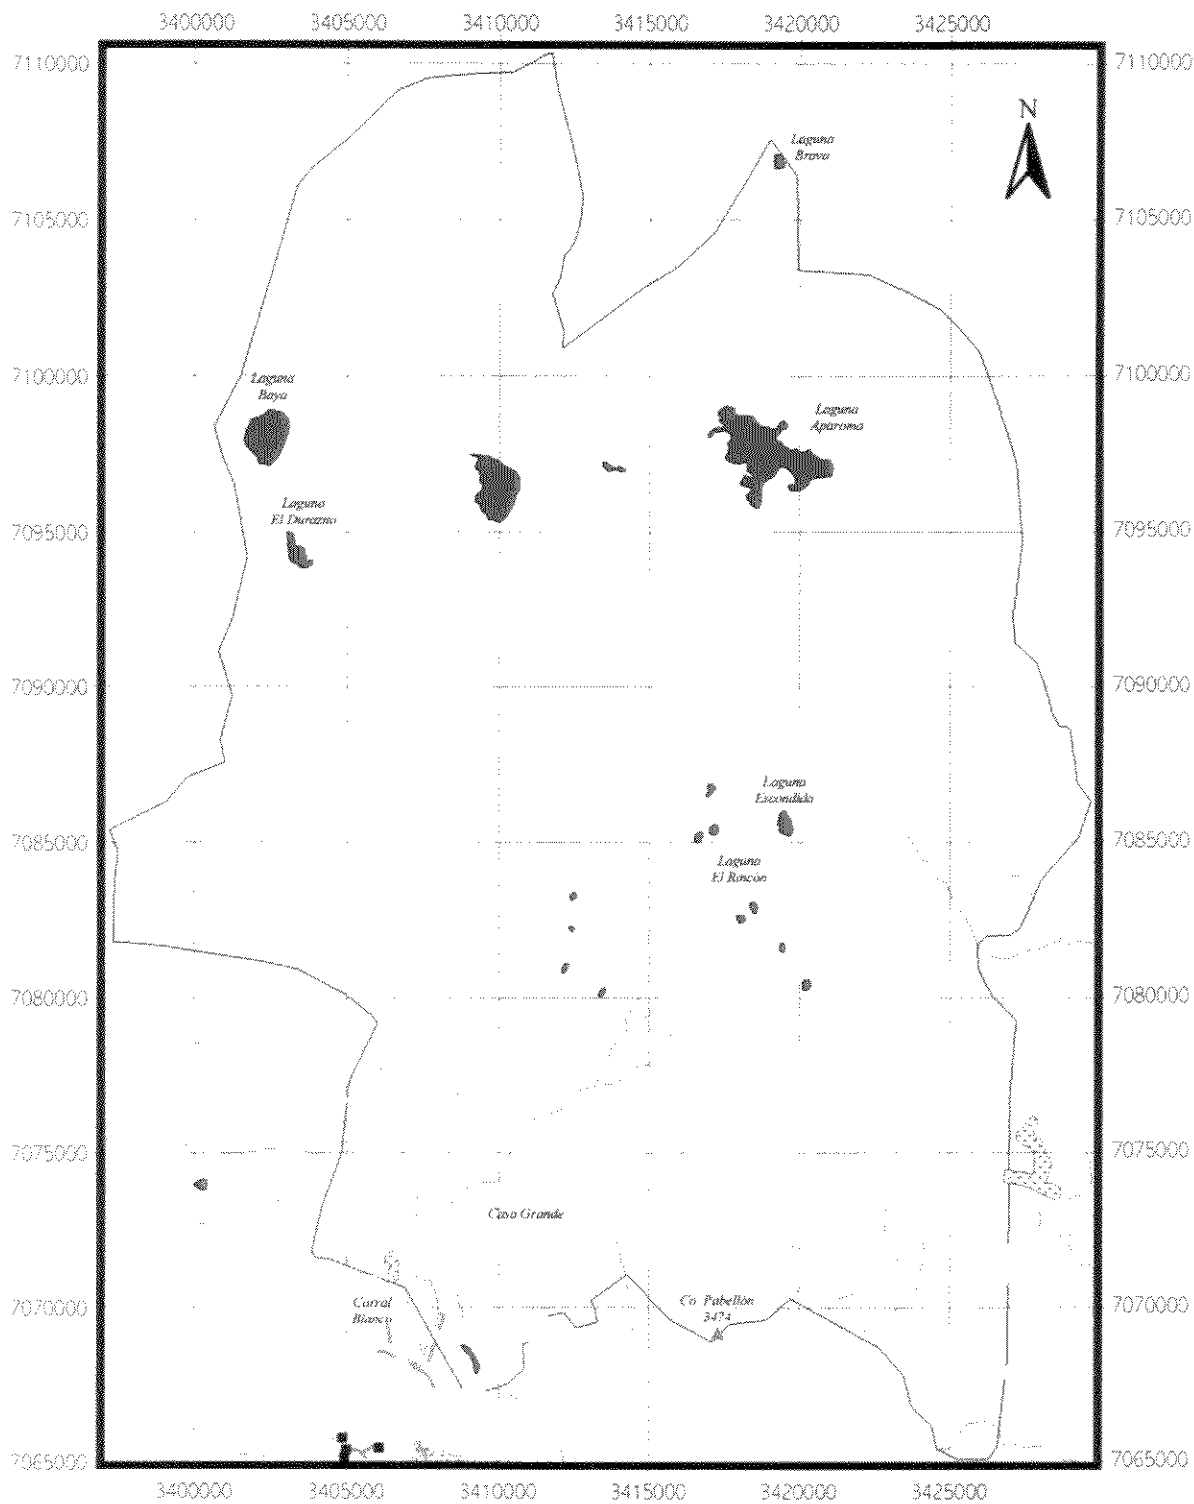 3400000 3405000 3410000 3415000 3420000 3425000
7110000 7110000
N
Laguna
Brava
7105000 7105000
7100000 7100000
Laguna
Baya
Laguna
Aparoma
Laguna
El Durazno
7095000 7095000
7090000 7090000
Laguna
Escondida
7085000 7085000
Laguna
El Rincón
7080000 7080000
7075000 7075000
Casa Grande
Corral
Blanco
Co. Pabellón
3474
7070000 7070000
7065000 7065000
3400000 3405000 3410000 3415000 3420000 3425000